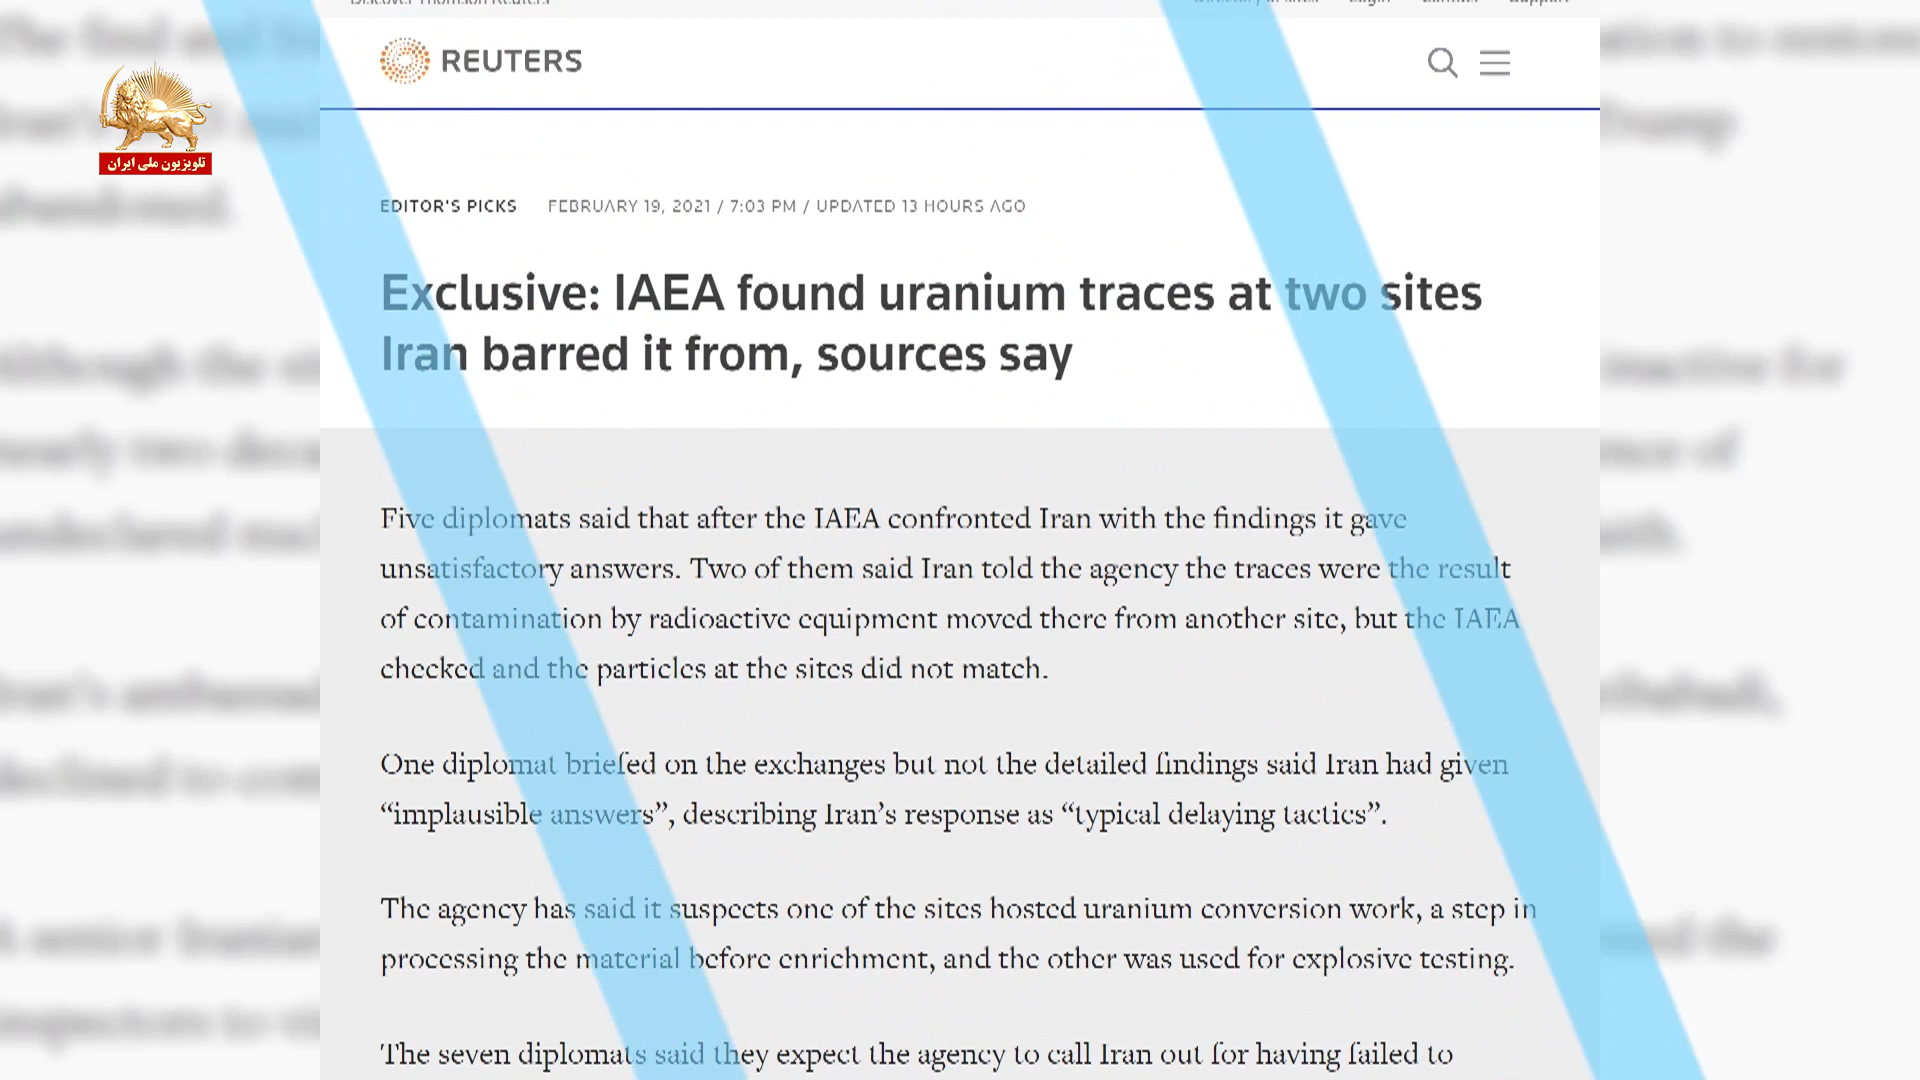 REUTERS
تلویزیون ملی ایران
EDITOR'S PICKS FEBRUARY 19, 2021 / 7:03 PM / UPDATED 13 HOURS AGO
Exclusive: IAEA found uranium traces at two sites
Iran barred it from, sources say
Five diplomats said that after the IAEA confronted Iran with the findings it gave
unsatisfactory answers. Two of them said Iran told the agency the traces were the result
of contamination by radioactive equipment moved there from another site, but the IAEA
checked and the particles at the sites did not match.
One diplomat briefed on the exchanges but not the detailed findings said Iran had given
“implausible answers”, describing Iran’s response as “typical delaying tactics”.
The agency has said it suspects one of the sites hosted uranium conversion work, a step in
processing the material before enrichment, and the other was used for explosive testing.
The seven diplomats said they expect the agency to call Iran out for having failed to